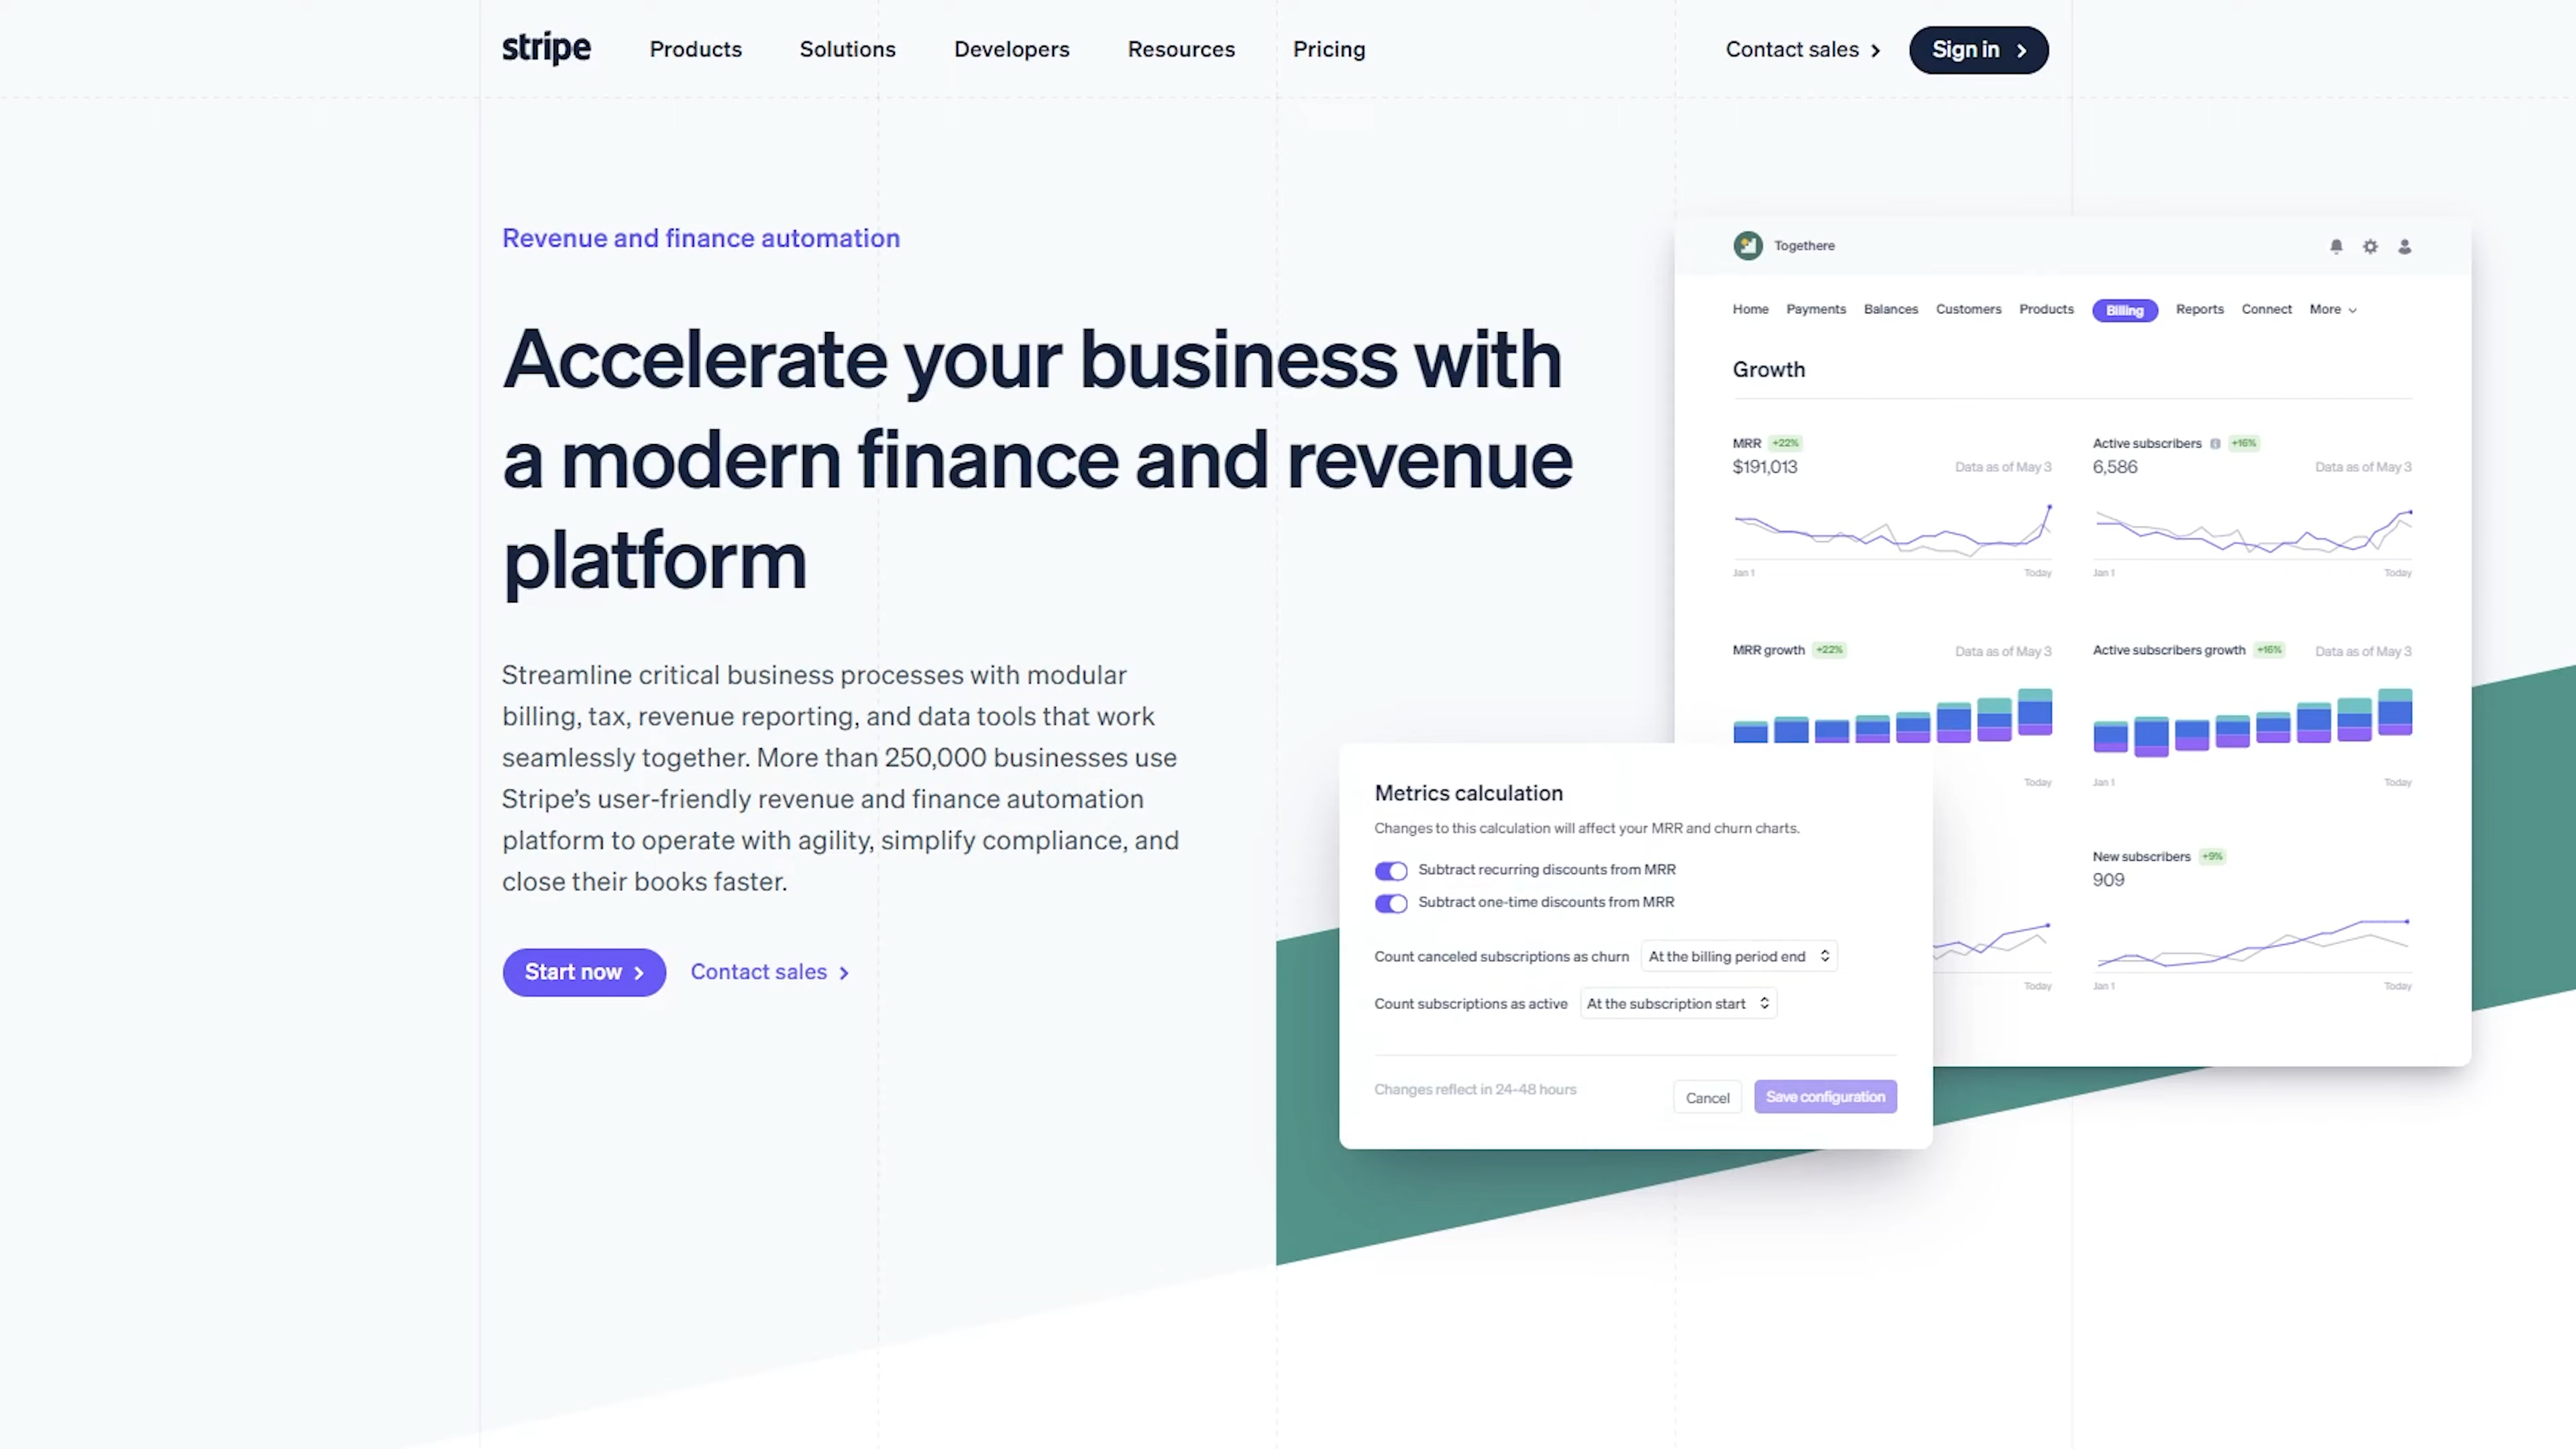 stripe
Products Solutions Developers Resources Pricing
Contact sales
Sign in
Revenue and finance automation
Accelerate your business with
a modern finance and revenue
platform
Streamline critical business processes with modular
billing, tax, revenue reporting, and data tools that work
seamlessly together. More than 250,000 businesses use
Stripe’s user-friendly revenue and finance automation
platform to operate with agility, simplify compliance, and
close their books faster.
Start now
Contact sales
Togethere
Home Payments Balances Customers Products Billing Reports Connect More
Growth
MRR +22%
$191,013 Data as of May 3
Jan 1 Today
Active subscribers +16%
6,586 Data as of May 3
Jan 1 Today
MRR growth +22% Data as of May 3
Today
Active subscribers growth +16% Data as of May 3
Jan 1 Today
New subscribers +9%
909
Today
Jan 1 Today
Metrics calculation
Changes to this calculation will affect your MRR and churn charts.
Subtract recurring discounts from MRR
Subtract one-time discounts from MRR
Count canceled subscriptions as churn At the billing period end
Count subscriptions as active At the subscription start
Changes reflect in 24-48 hours
Cancel
Save configuration